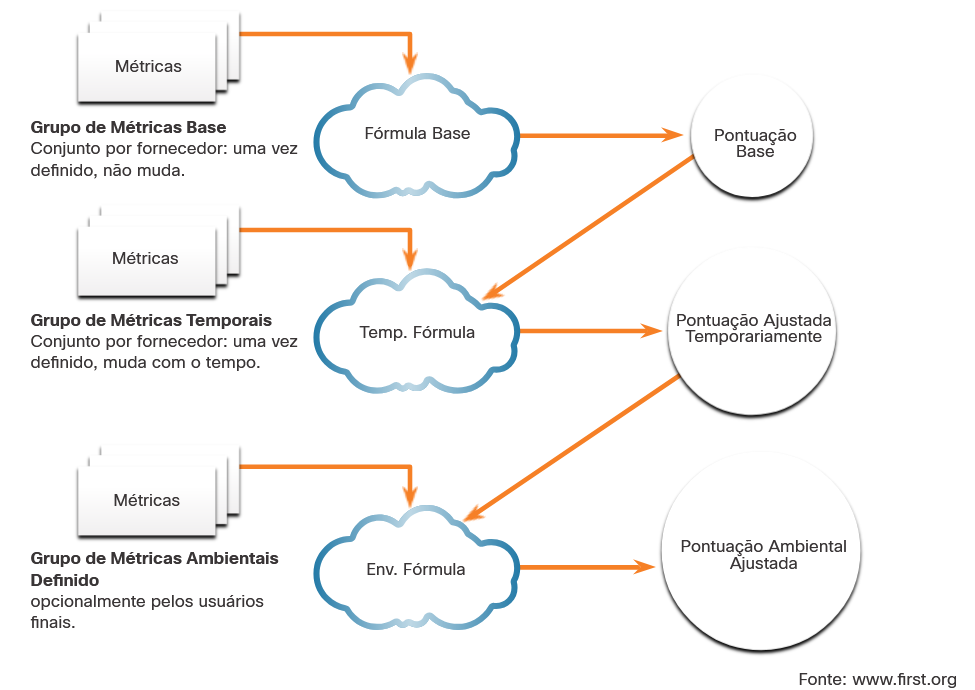 Métricas
Grupo de Métricas Base
Conjunto por fornecedor: uma vez
definido, não muda.
Fórmula Base
Pontuação
Base
Métricas
Grupo de Métricas Temporais
Conjunto por fornecedor: uma vez
definido, muda com o tempo.
Temp. Fórmula
Pontuação Ajustada
Temporariamente
Métricas
Grupo de Métricas Ambientais
Definido
opcionalmente pelos usuários
finais.
Env. Fórmula
Pontuação Ambiental
Ajustada
Fonte: www.first.org